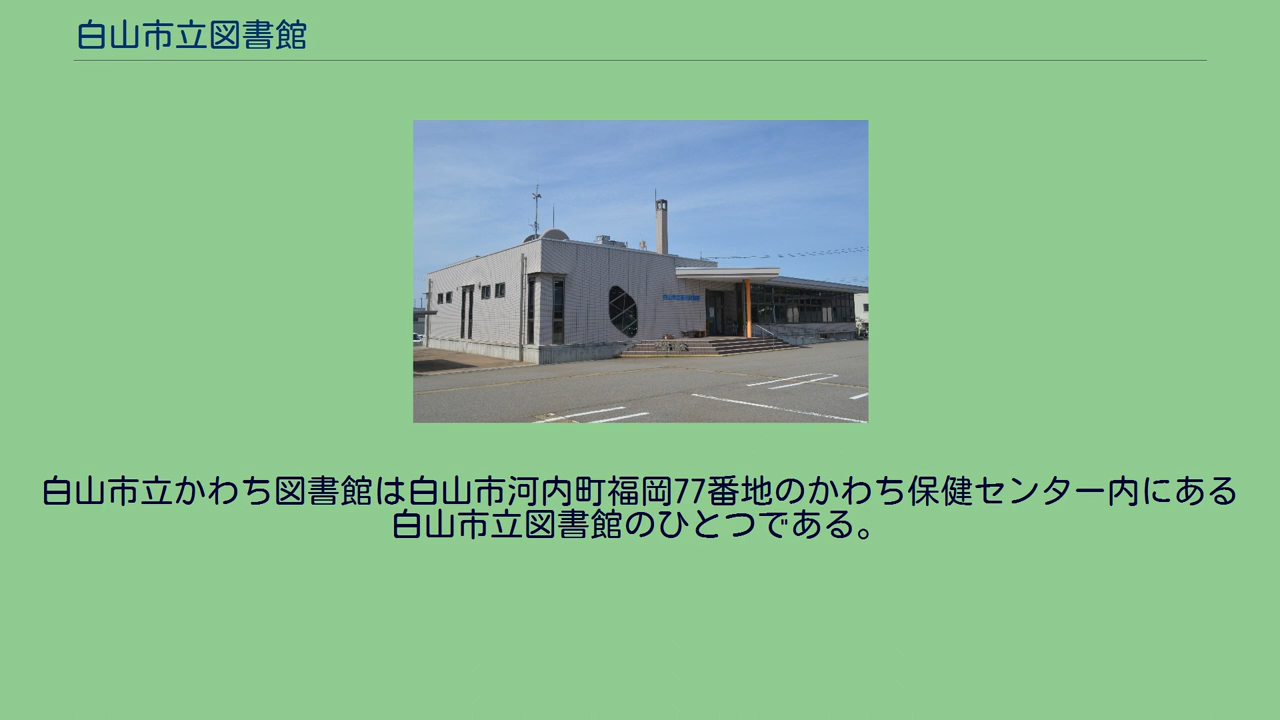 白山市立図書館
白山市立かわち図書館は白山市河内町福岡77番地のかわち保健センター内にある
白山市立図書館のひとつである。